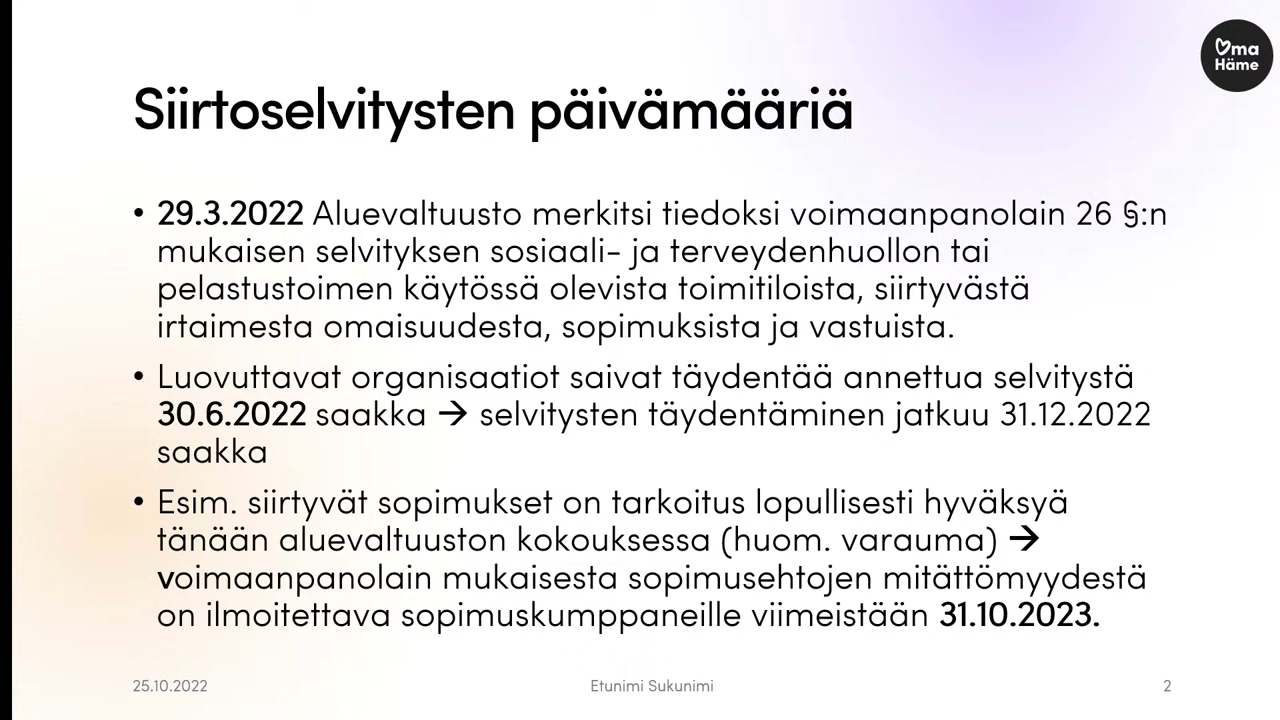 Oma
Häme
Siirtoselvitysten päivämääriä
• 29.3.2022 Aluevaltuusto merkitsi tiedoksi voimaanpanolain 26 §:n
mukaisen selvityksen sosiaali- ja terveydenhuollon tai
pelastustoimen käytössä olevista toimitiloista, siirtyvästä
irtaimesta omaisuudesta, sopimuksista ja vastuista.
• Luovuttavat organisaatiot saivat täydentää annettua selvitystä
30.6.2022 saakka → selvitysten täydentäminen jatkuu 31.12.2022
saakka
• Esim. siirtyvät sopimukset on tarkoitus lopullisesti hyväksyä
tänään aluevaltuuston kokouksessa (huom. varauma) →
voimaanpanolain mukaisesta sopimusehtojen mitättömyydestä
on ilmoitettava sopimuskumppaneille viimeistään 31.10.2023.
25.10.2022
Etunimi Sukunimi
2